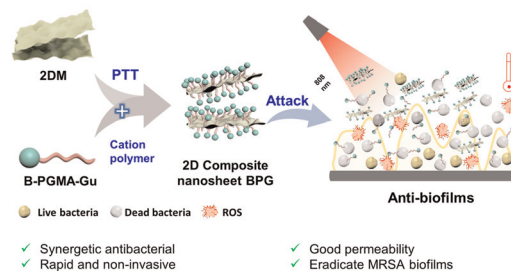 2DM
PTT
+
Cation
polymer
B-PGMA-Gu
2D Composite
nanosheet BPG
Attack
808
nm
Anti-biofilms
Live bacteria
Dead bacteria
ROS
✓ Synergetic antibacterial
✓ Rapid and non-invasive
✓ Good permeability
✓ Eradicate MRSA biofilms